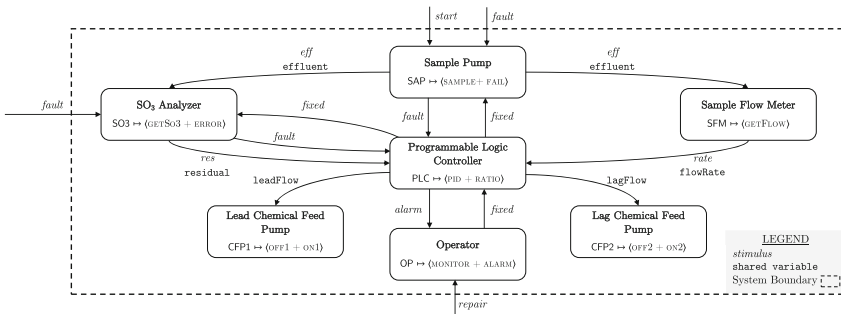 start
fault
eff
effluent
Sample Pump
SAP ↦ ⟨SAMPLE + FAIL⟩
eff
effluent
fault
SO₃ Analyzer
SO3 ↦ ⟨GETSO3 + ERROR⟩
fixed
fault
fault
fixed
Sample Flow Meter
SFM ↦ ⟨GETFLOW⟩
res
residual
Programmable Logic
Controller
PLC ↦ ⟨PID + RATIO⟩
rate
flowRate
leadFlow
lagFlow
Lead Chemical Feed
Pump
CFP1 ↦ ⟨OFF1 + ON1⟩
alarm
fixed
Lag Chemical Feed
Pump
CFP2 ↦ ⟨OFF2 + ON2⟩
Operator
OP ↦ ⟨MONITOR + ALARM⟩
repair
LEGEND
stimulus
shared variable
System Boundary